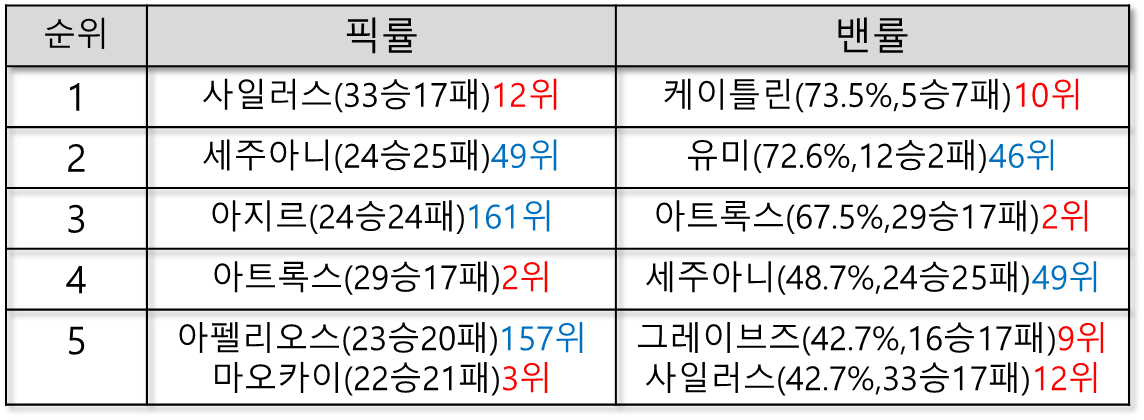 순위 픽률 밴률
1 사일러스(33승17패)12위 케이틀린(73.5%,5승7패)10위
2 세주아니(24승25패)49위 유미(72.6%,12승2패)46위
3 아지르(24승24패)161위 아트록스(67.5%,29승17패)2위
4 아트록스(29승17패)2위 세주아니(48.7%,24승25패)49위
5 아펠리오스(23승20패)157위 그레이브즈(42.7%,16승17패)9위
마오카이(22승21패)3위 사일러스(42.7%,33승17패)12위